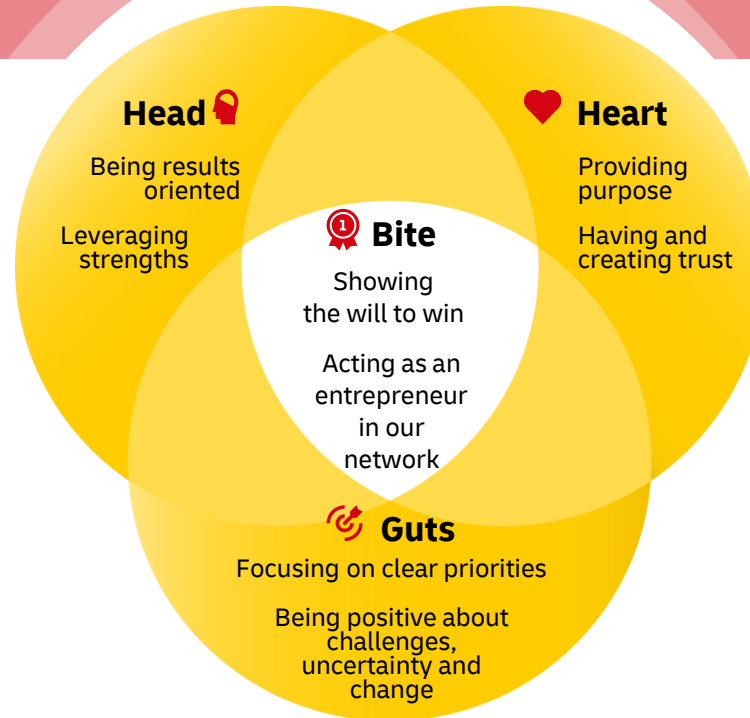 Head
Being results
oriented
Leveraging
strengths
Heart
Providing
purpose
Having and
creating trust
1
Bite
Showing
the will to win
Acting as an
entrepreneur
in our
network
Guts
Focusing on clear priorities
Being positive about
challenges,
uncertainty and
change